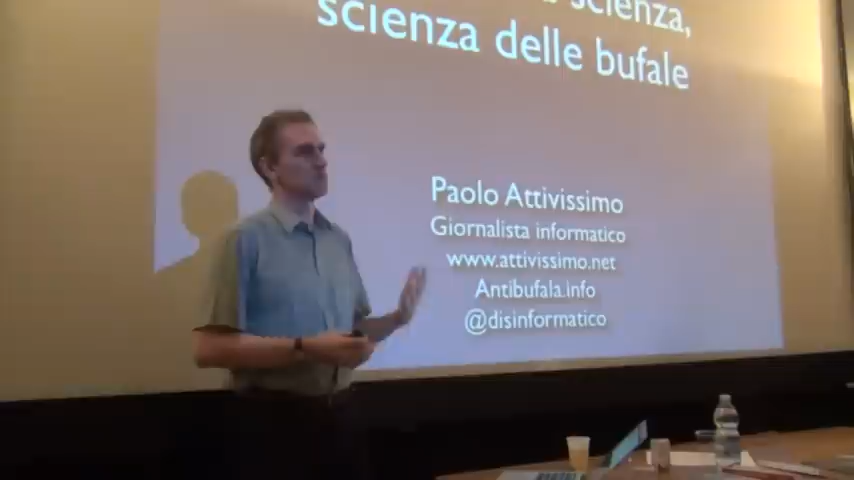 scienza,
scienza delle bufale
Paolo Attivissimo
Giornalista informatico
www.attivissimo.net
Antibufala.info
@disinformatico